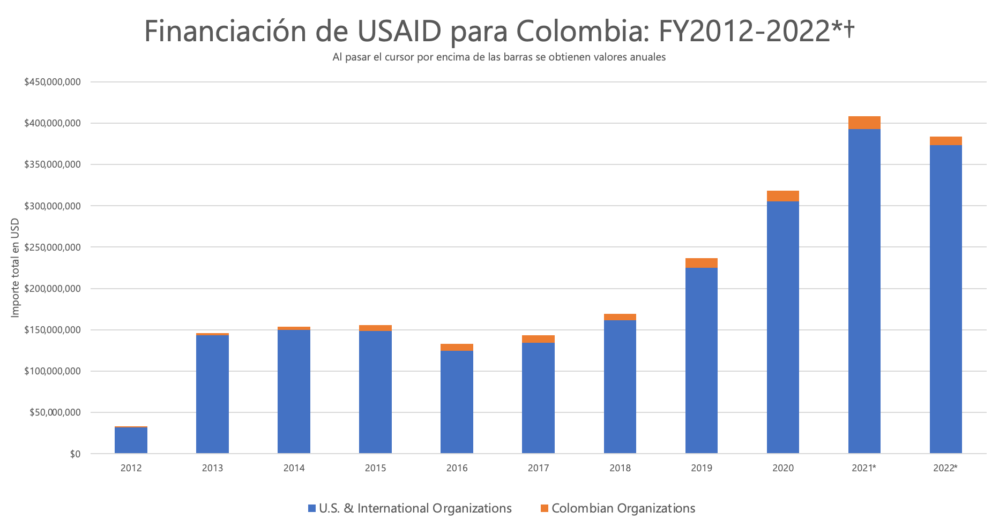 Financiación de USAID para Colombia: FY2012-2022*†
Al pasar el cursor por encima de las barras se obtienen valores anuales
Importe total en USD
$450,000,000
$400,000,000
$350,000,000
$300,000,000
$250,000,000
$200,000,000
$150,000,000
$100,000,000
$50,000,000
$0
2012 2013 2014 2015 2016 2017 2018 2019 2020 2021* 2022*
U.S. & International Organizations Colombian Organizations